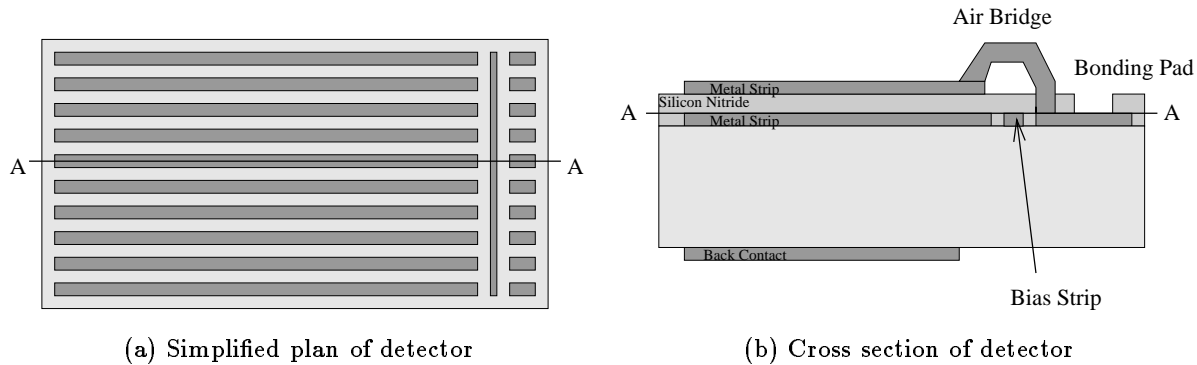 A
A
(a) Simplified plan of detector
Air Bridge
Bonding Pad
Metal Strip
Silicon Nitride
A
Metal Strip
A
Back Contact
Bias Strip
(b) Cross section of detector